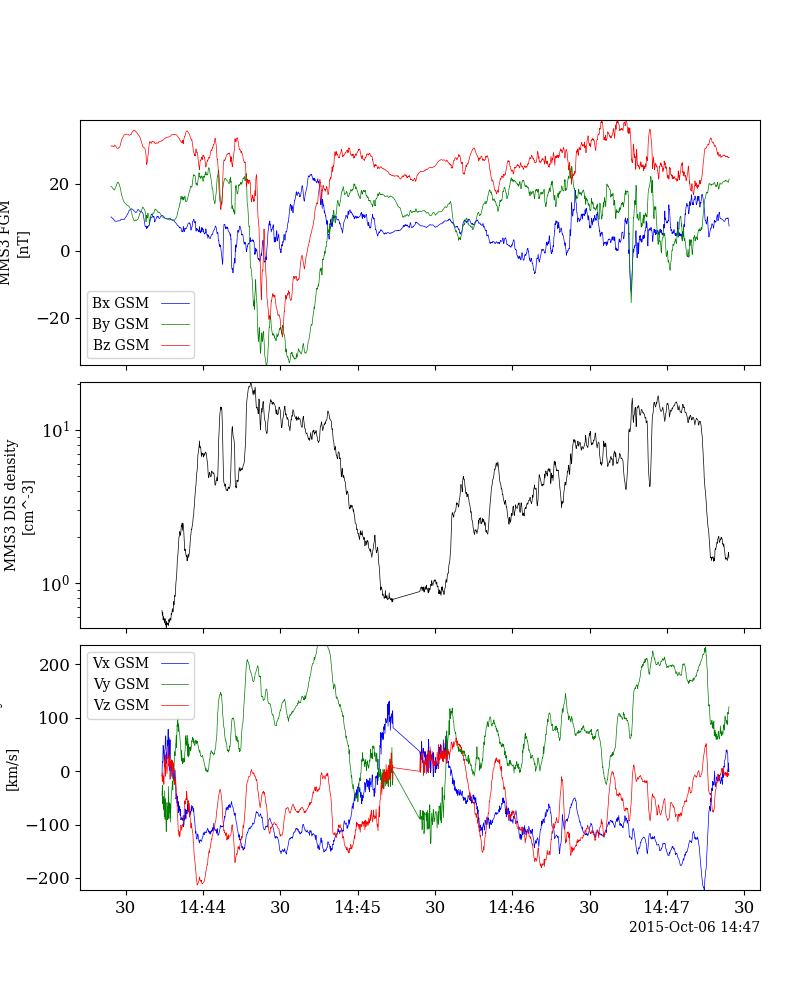 MMS3 FGM
[nT]
20
0
−20
Bx GSM
By GSM
Bz GSM
MMS3 DIS density
[cm^-3]
10^1
10^0
[km/s]
200
100
0
−100
−200
Vx GSM
Vy GSM
Vz GSM
30
14:44
30
14:45
30
14:46
30
14:47
30
2015-Oct-06 14:47